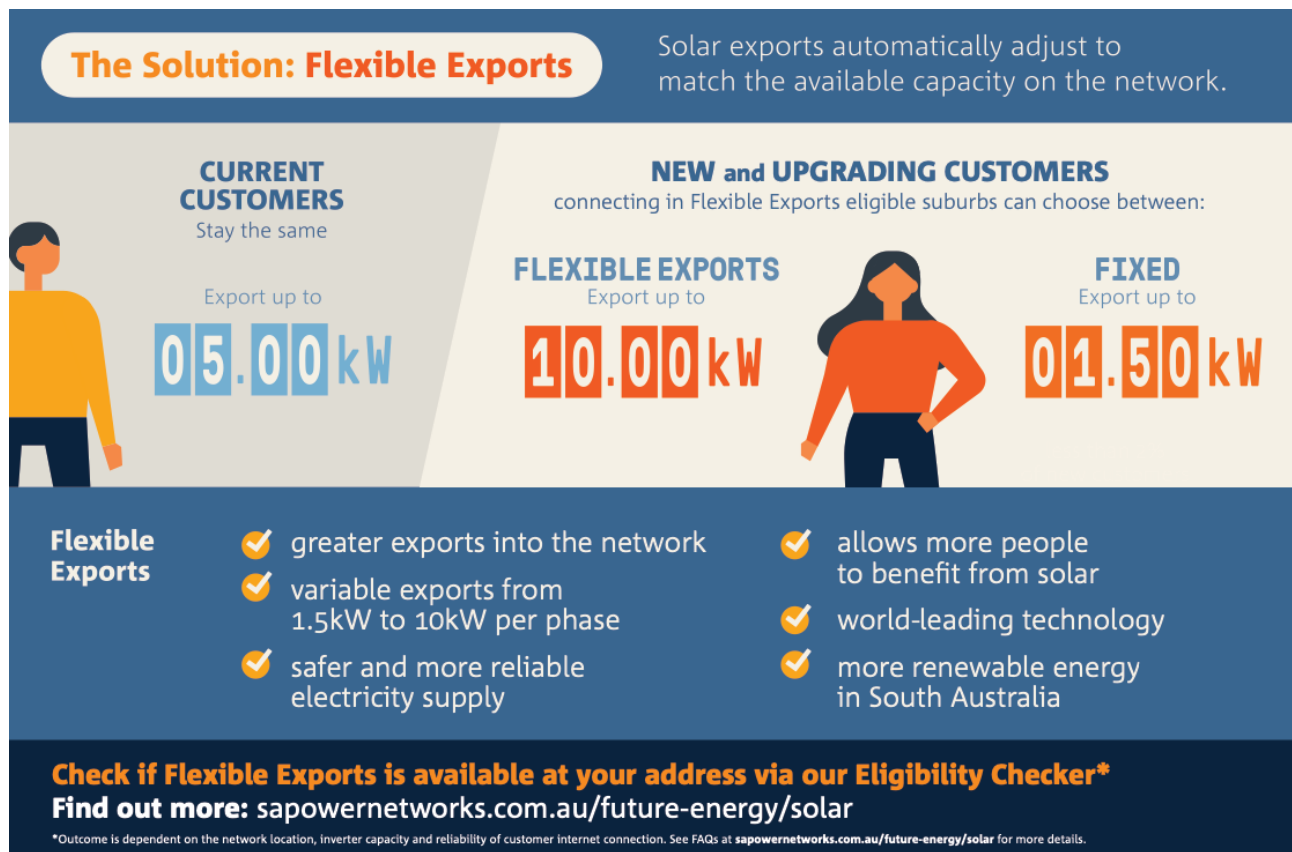 The Solution: Flexible Exports
Solar exports automatically adjust to
match the available capacity on the network.
CURRENT
CUSTOMERS
Stay the same
Export up to
05.00kW
NEW and UPGRADING CUSTOMERS
connecting in Flexible Exports eligible suburbs can choose between:
FLEXIBLE EXPORTS
Export up to
10.00kW
FIXED
Export up to
01.50kW
Flexible
Exports
greater exports into the network
variable exports from
1.5kW to 10kW per phase
safer and more reliable
electricity supply
allows more people
to benefit from solar
world-leading technology
more renewable energy
in South Australia
Check if Flexible Exports is available at your address via our Eligibility Checker*
Find out more: sapowernetworks.com.au/future-energy/solar
*Outcome is dependent on the network location, inverter capacity and reliability of customer internet connection. See FAQs at sapowernetworks.com.au/future-energy/solar for more details.